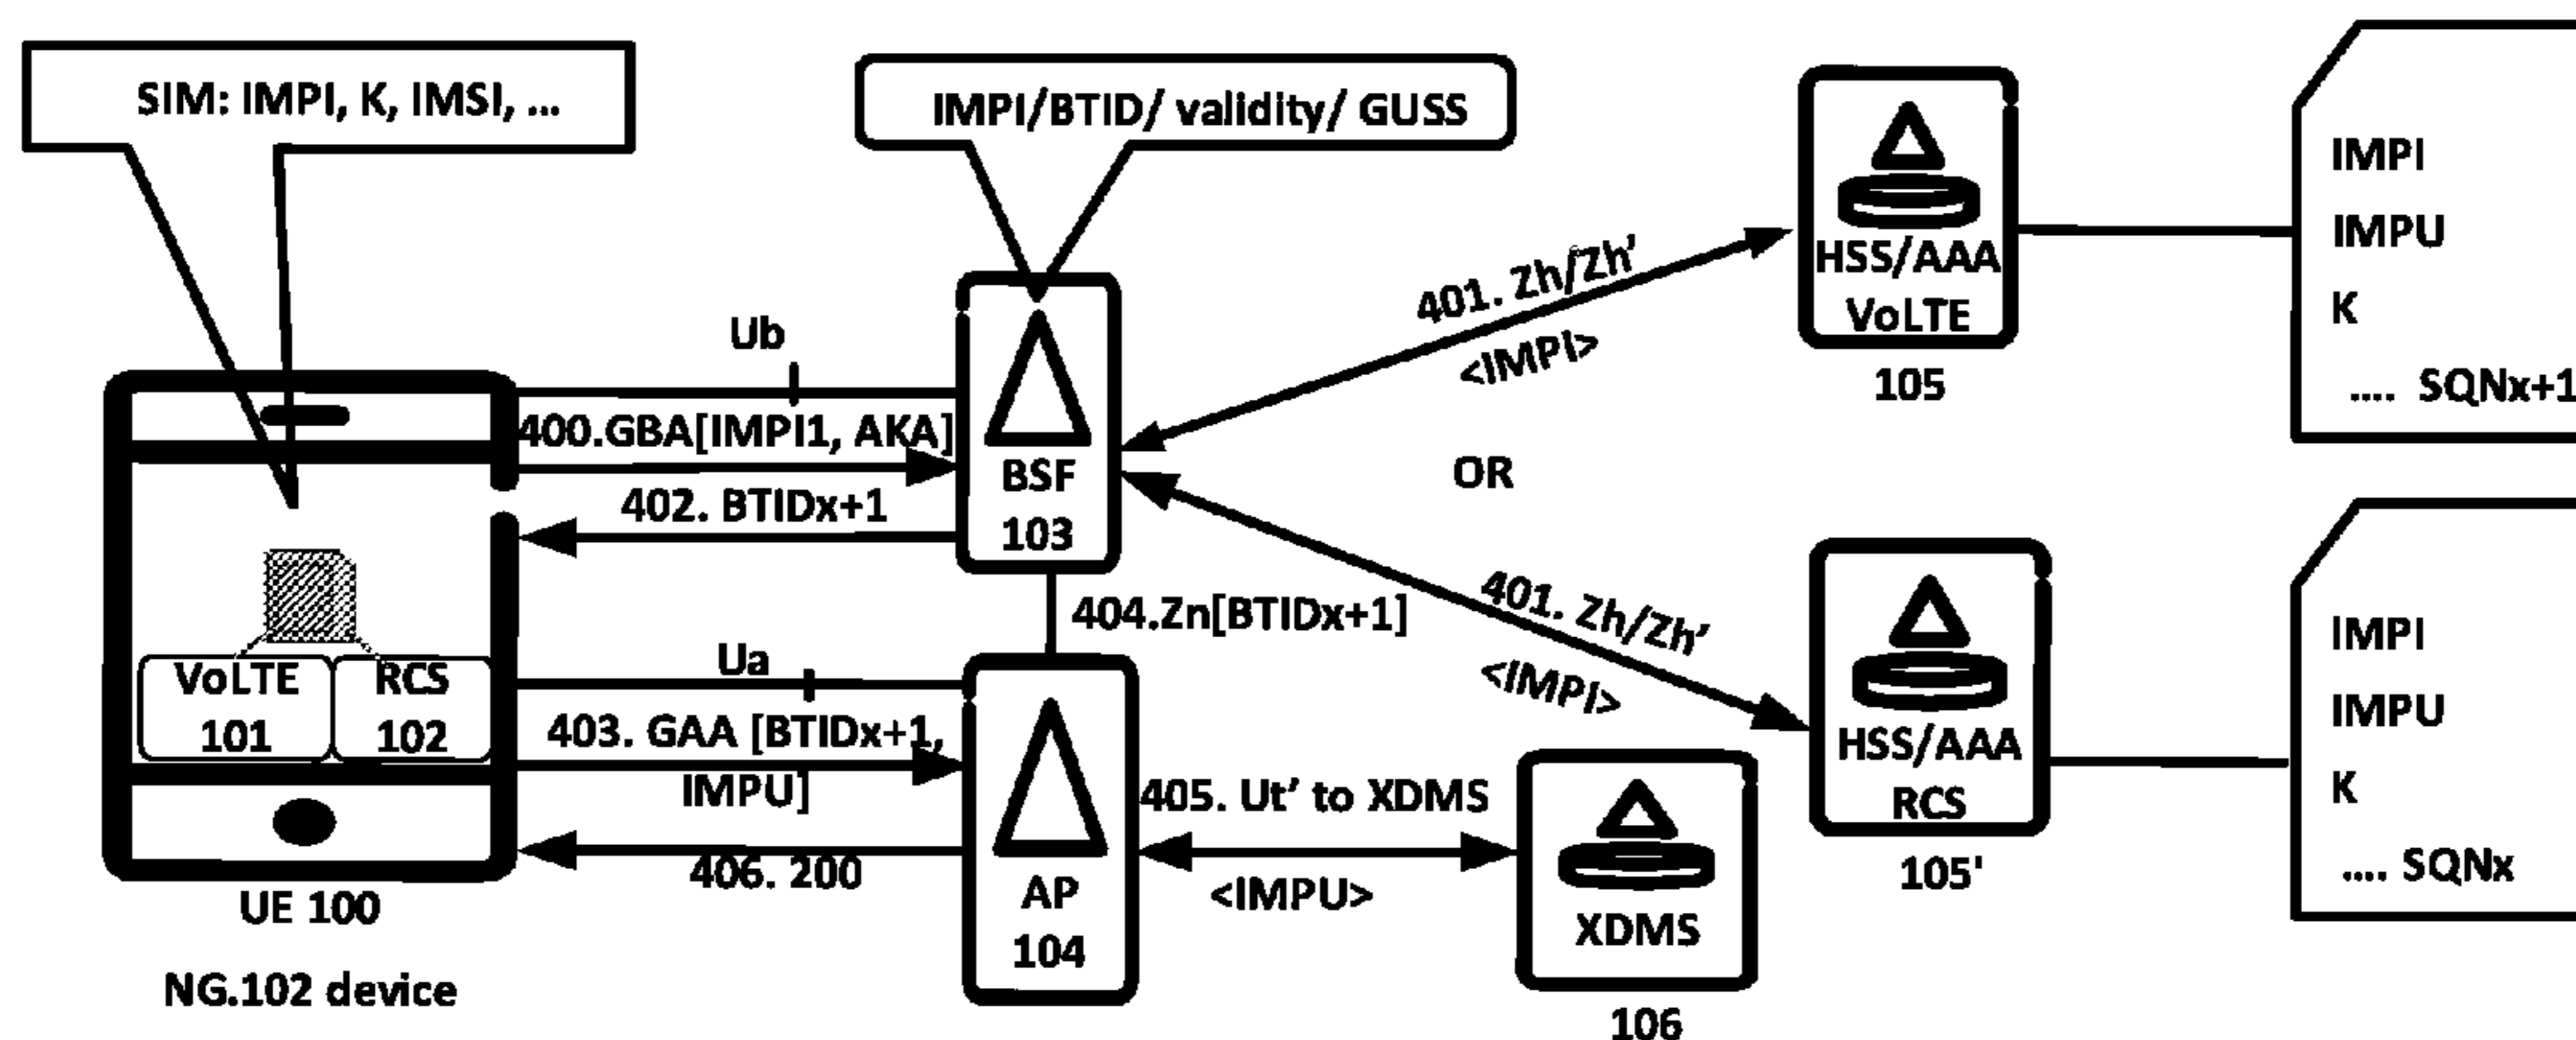 SIM: IMPI, K, IMSI, ...
IMPI/BTID/ validity/ GUSS
Ub
400.GBA[IMPI1, AKA]
402. BTIDx+1
BSF
103
401. Zh/Zh'
<IMPI>
HSS/AAA
VoLTE
105
IMPI
IMPU
K
.... SQNx+1
OR
404.Zn[BTIDx+1]
401. Zh/Zh'
<IMPI>
HSS/AAA
RCS
105'
IMPI
IMPU
K
.... SQNx
VoLTE
101
RCS
102
Ua
403. GAA [BTIDx+1,
IMPU]
406. 200
AP
104
405. Ut' to XDMS
<IMPU>
XDMS
106
UE 100
NG.102 device